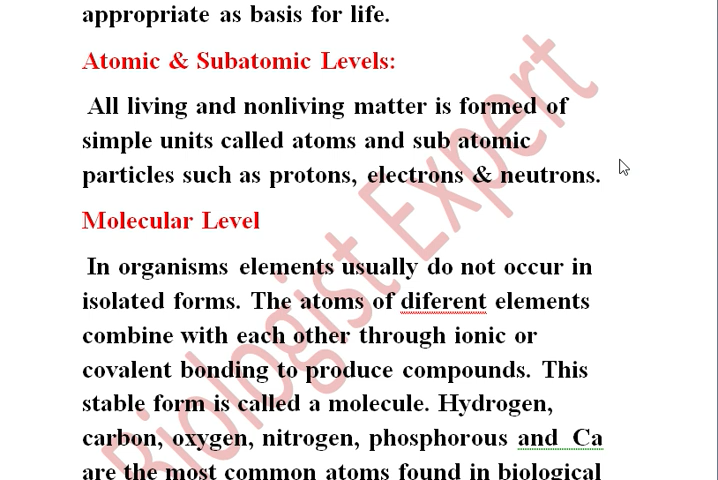 appropriate as basis for life.
Atomic & Subatomic Levels:
All living and nonliving matter is formed of
simple units called atoms and sub atomic
particles such as protons, electrons & neutrons.
Molecular Level
In organisms elements usually do not occur in
isolated forms. The atoms of diferent elements
combine with each other through ionic or
covalent bonding to produce compounds. This
stable form is called a molecule. Hydrogen,
carbon, oxygen, nitrogen, phosphorous and Ca
are the most common atoms found in biological
Biologist Expert